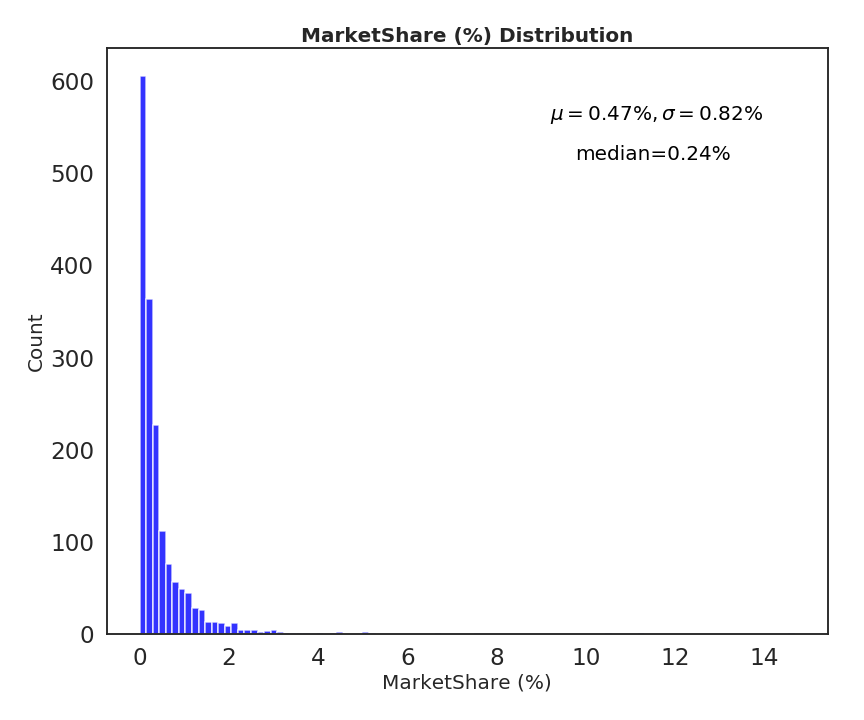 MarketShare (%) Distribution
600
μ = 0.47%, σ = 0.82%
median=0.24%
500
400
300
200
100
0
Count
0 2 4 6 8 10 12 14
MarketShare (%)